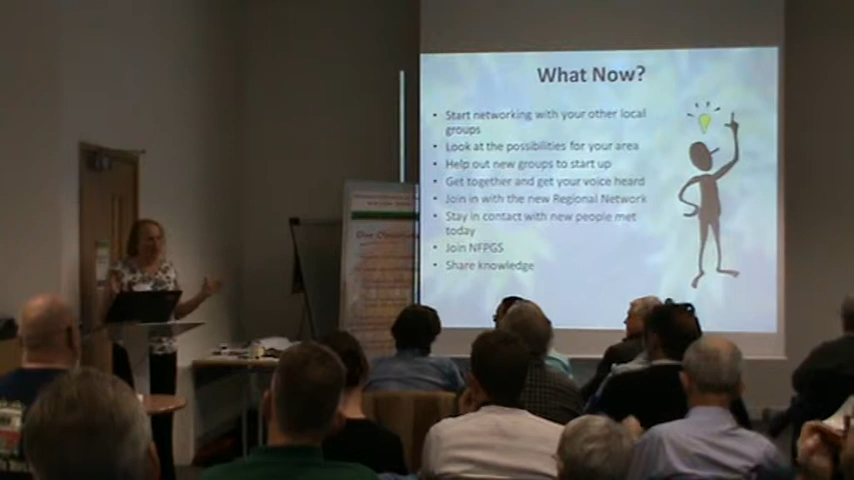 What Now?
• Start networking with your other local
groups
• Look at the possibilities for your area
• Help out new groups to start up
• Get together and get your voice heard
• Join in with the new Regional Network
• Stay in contact with new people met
today
• Join NFPGS
• Share knowledge